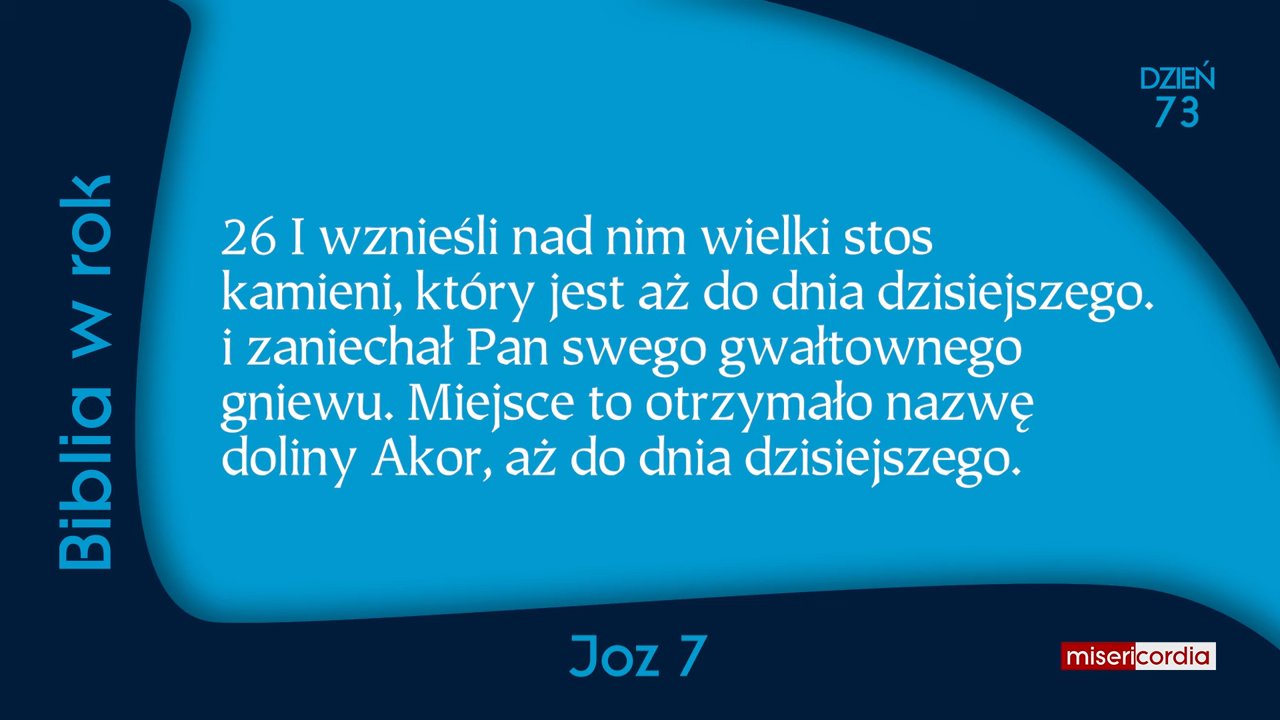 DZIEŃ
73
Biblia w rok
26 I wznieśli nad nim wielki stos
kamieni, który jest aż do dnia dzisiejszego.
i zaniechał Pan swego gwałtownego
gniewu. Miejsce to otrzymało nazwę
doliny Akor, aż do dnia dzisiejszego.
Joz 7
misericordia